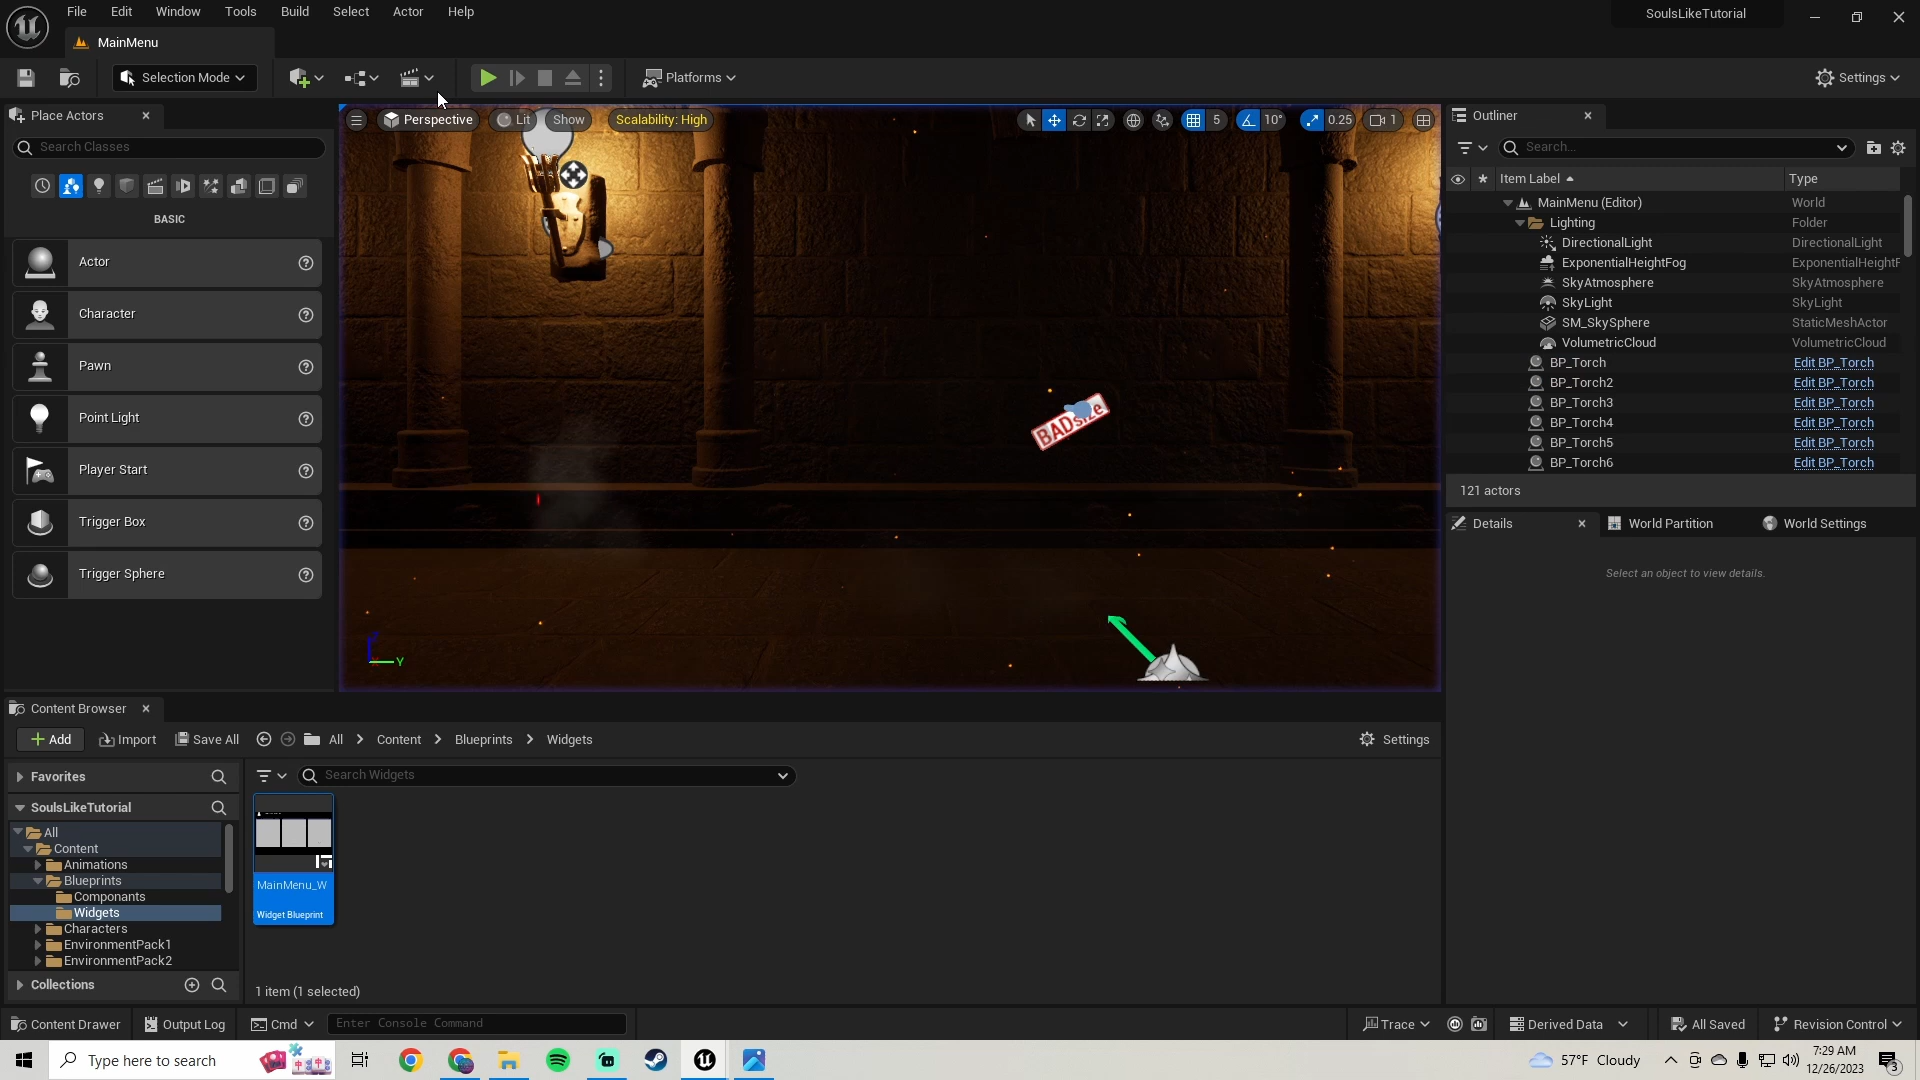 File Edit Window Tools Build Select Actor Help
SoulsLikeTutorial
MainMenu
Selection Mode
Platforms
Settings
Place Actors
Search Classes
BASIC
Actor
Character
Pawn
Point Light
Player Start
Trigger Box
Trigger Sphere
Perspective Lit Show Scalability: High 5 10° 0.25 1
BADsize
Y
Outliner
Search...
Item Label Type
MainMenu (Editor) World
Lighting Folder
DirectionalLight DirectionalLight
ExponentialHeightFog ExponentialHeightF
SkyAtmosphere SkyAtmosphere
SkyLight SkyLight
SM_SkySphere StaticMeshActor
VolumetricCloud VolumetricCloud
BP_Torch Edit BP_Torch
BP_Torch2 Edit BP_Torch
BP_Torch3 Edit BP_Torch
BP_Torch4 Edit BP_Torch
BP_Torch5 Edit BP_Torch
BP_Torch6 Edit BP_Torch
121 actors
Details World Partition World Settings
Select an object to view details.
Content Browser
Add Import Save All All Content Blueprints Widgets Settings
Favorites
Search Widgets
SoulsLikeTutorial
All
Content
Animations
Blueprints
Componants
Widgets
Characters
EnvironmentPack1
EnvironmentPack2
Collections
MainMenu_W
Widget Blueprint
1 item (1 selected)
Content Drawer Output Log Cmd Enter Console Command Trace Derived Data All Saved Revision Control
Type here to search
57°F Cloudy
7:29 AM
12/26/2023
3